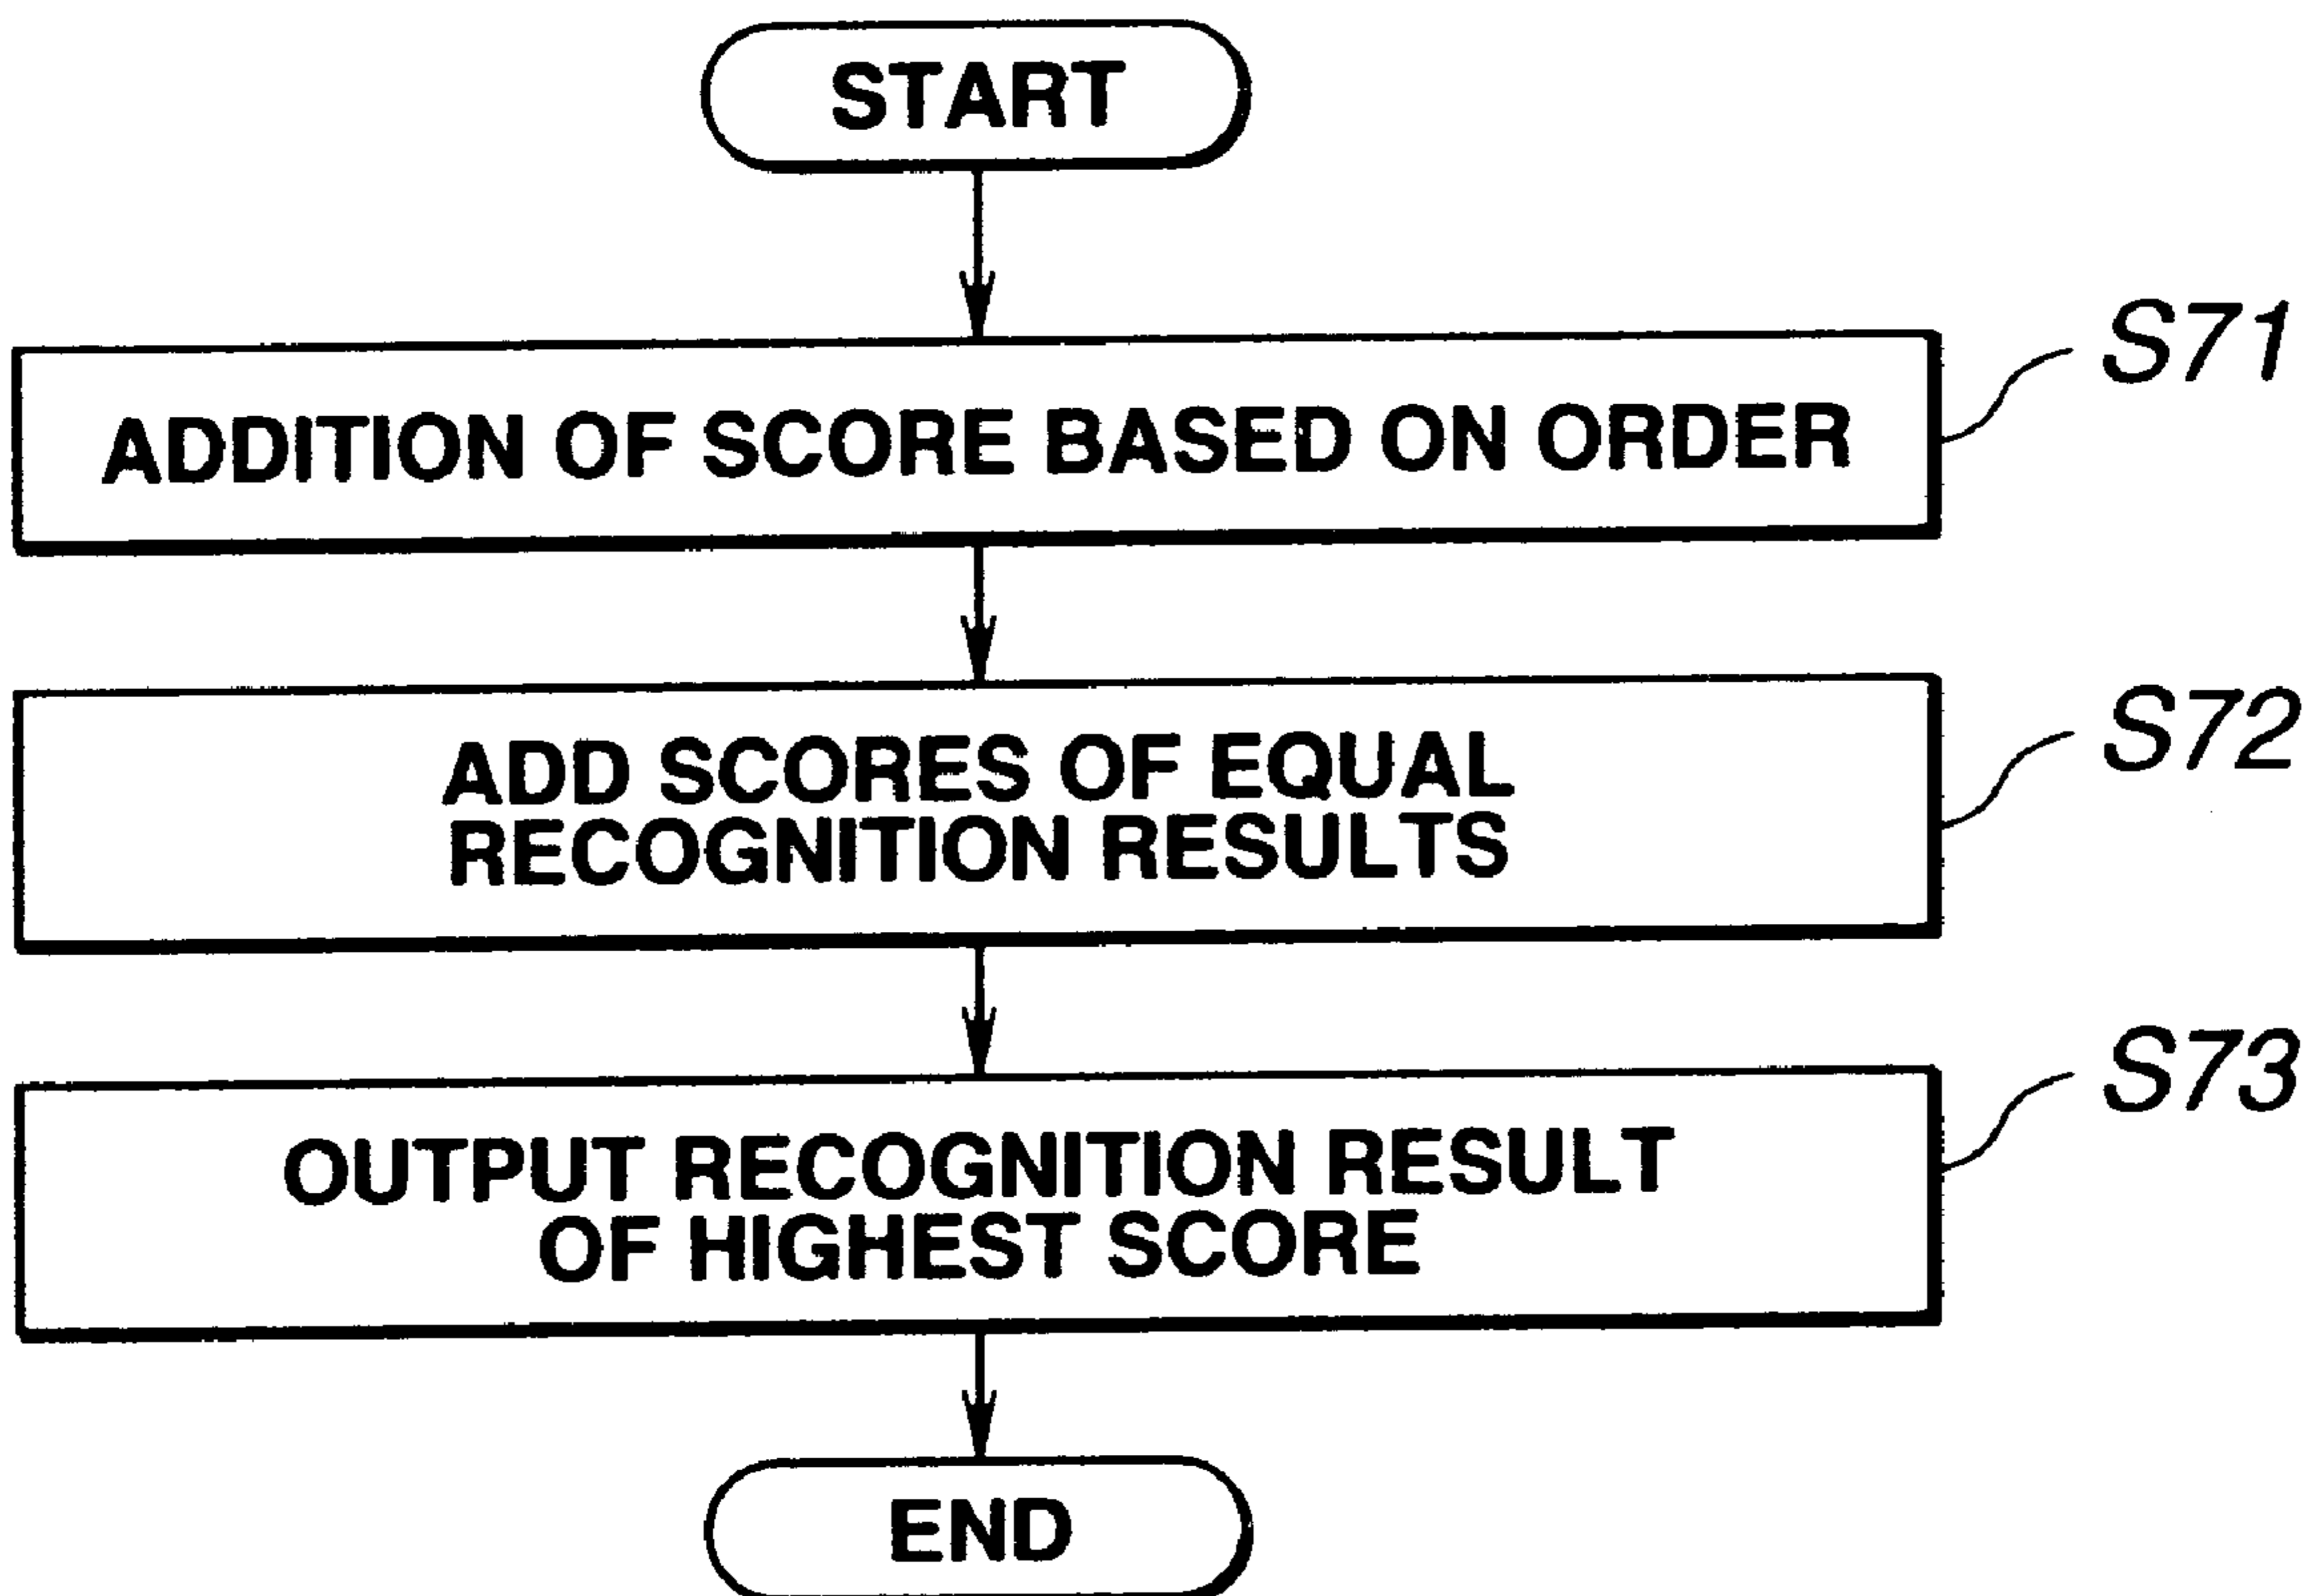 START
S71
ADDITION OF SCORE BASED ON ORDER
S72
ADD SCORES OF EQUAL
RECOGNITION RESULTS
S73
OUTPUT RECOGNITION RESULT
OF HIGHEST SCORE
END